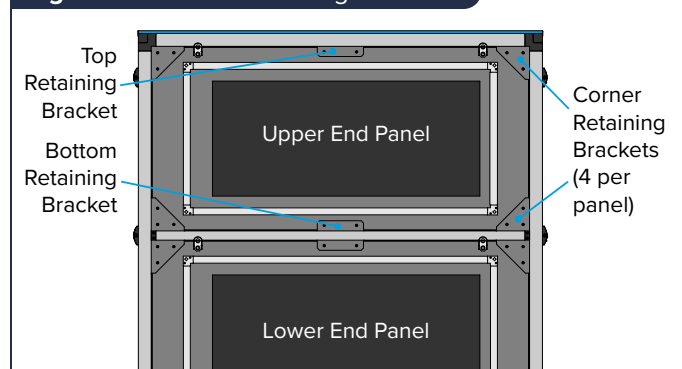 Top
Retaining
Bracket
Bottom
Retaining
Bracket
Upper End Panel
Corner
Retaining
Brackets
(4 per
panel)
Lower End Panel